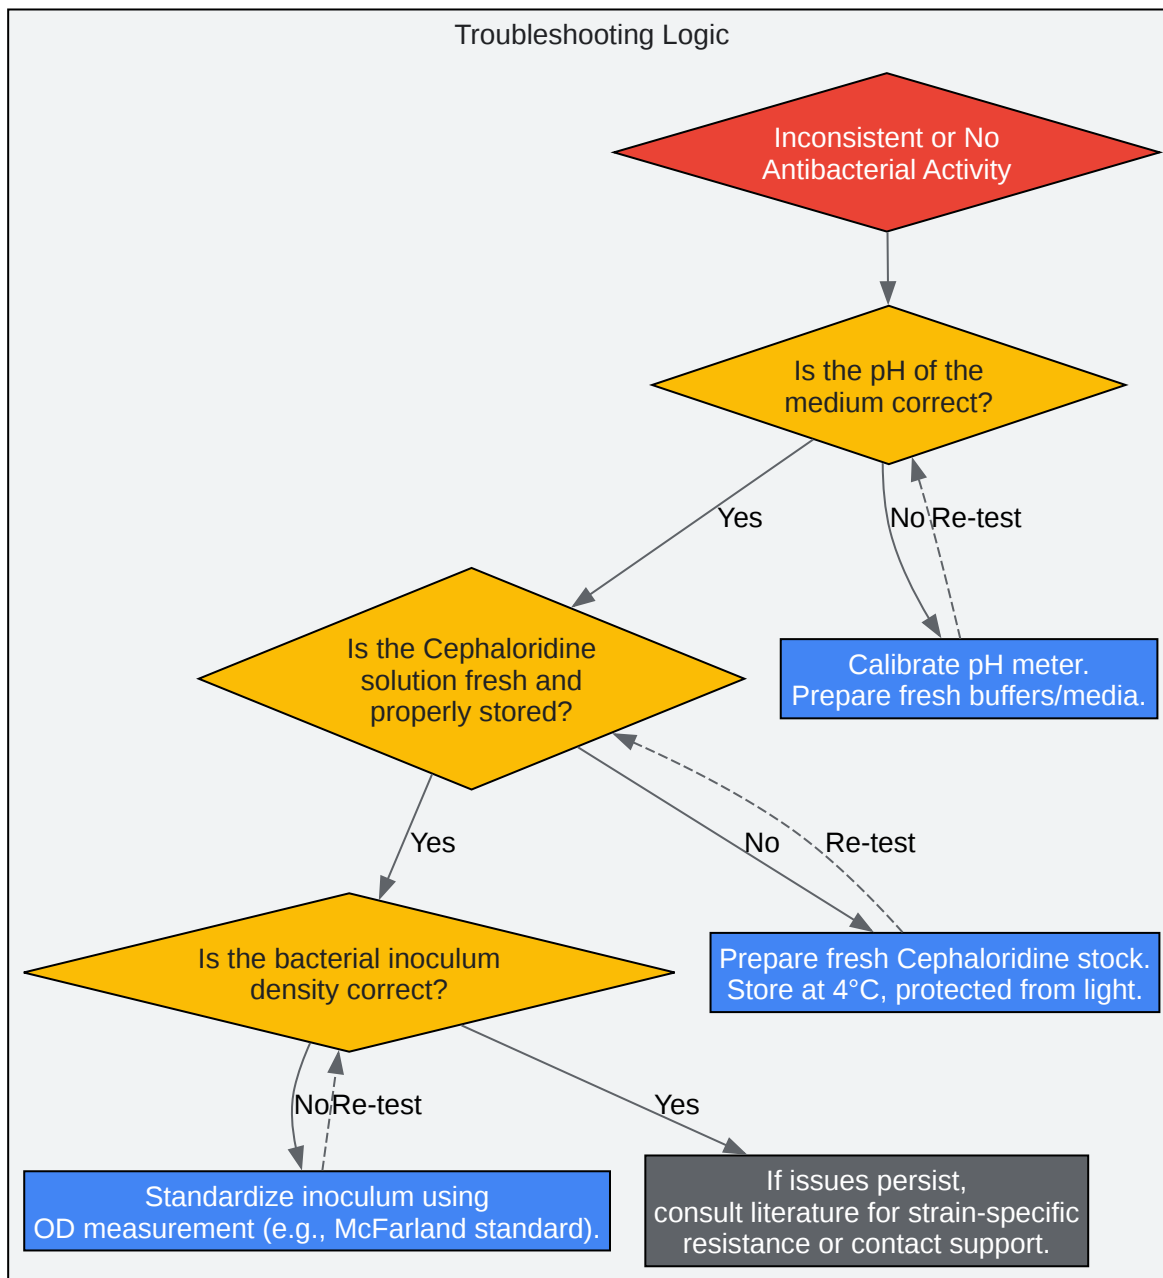 Troubleshooting Logic
Inconsistent or No
Antibacterial Activity
Is the pH of the
medium correct?
Yes
No
Re-test
Is the Cephaloridine
solution fresh and
properly stored?
Calibrate pH meter.
Prepare fresh buffers/media.
Yes
No
Re-test
Is the bacterial inoculum
density correct?
Prepare fresh Cephaloridine stock.
Store at 4°C, protected from light.
No
Re-test
Yes
Standardize inoculum using
OD measurement (e.g., McFarland standard).
If issues persist,
consult literature for strain-specific
resistance or contact support.